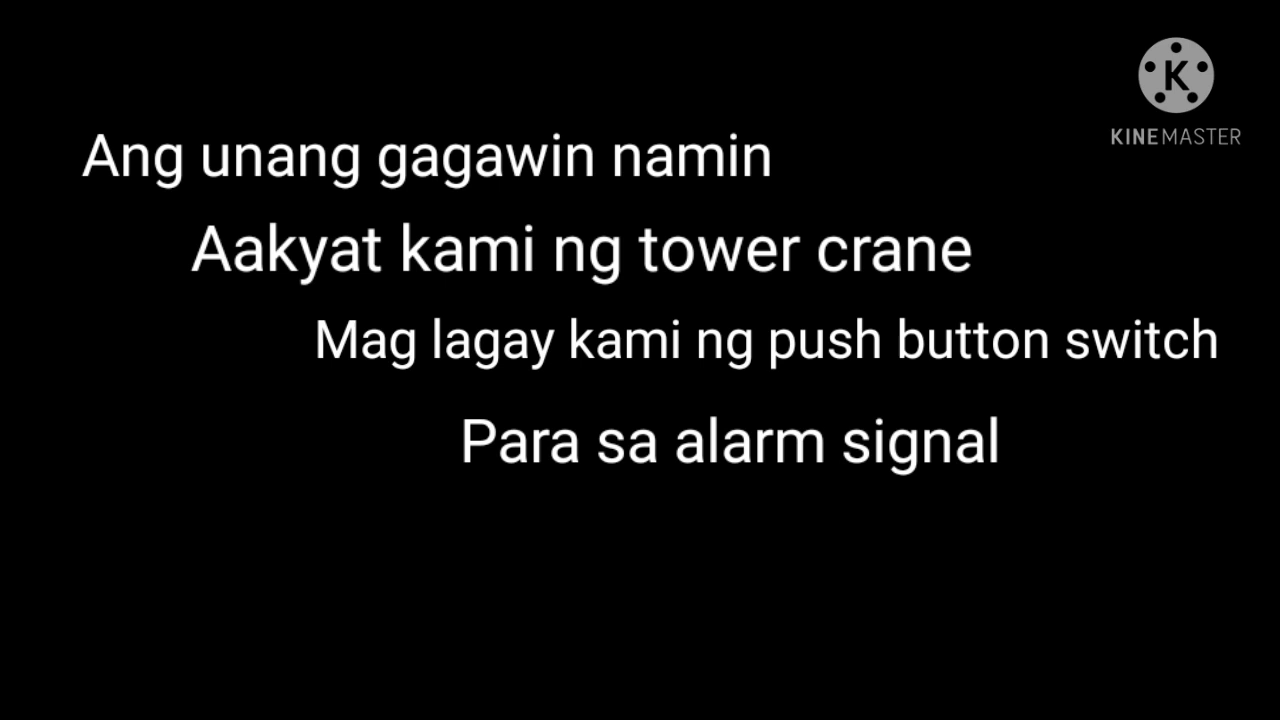 K
KINEMASTER
Ang unang gagawin namin
Aakyat kami ng tower crane
Mag lagay kami ng push button switch
Para sa alarm signal